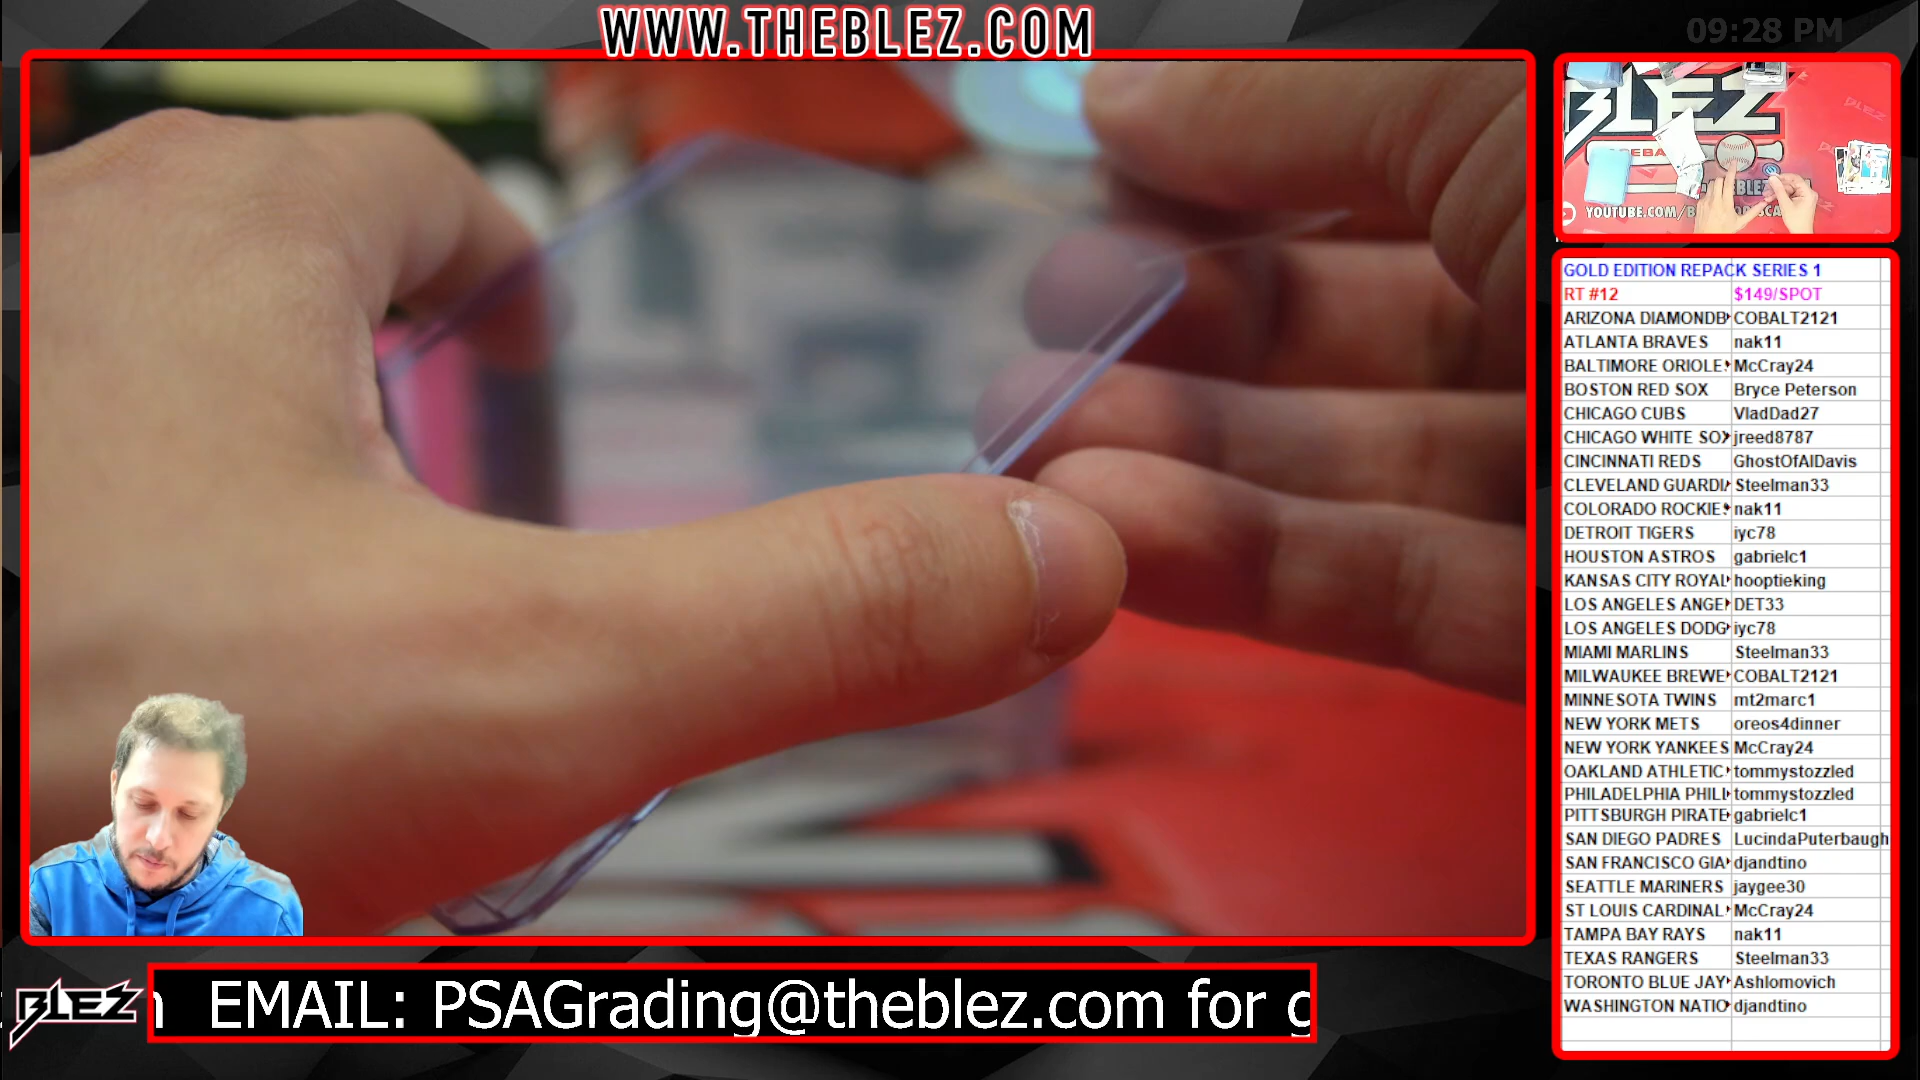 WWW.THEBLEZ.COM
09:28 PM
BLEZ
YOUTUBE.COM/B
GOLD EDITION REPACK SERIES 1
RT #12 $149/SPOT
ARIZONA DIAMONDB COBALT2121
ATLANTA BRAVES nak11
BALTIMORE ORIOLE McCray24
BOSTON RED SOX Bryce Peterson
CHICAGO CUBS VladDad27
CHICAGO WHITE SOX jreed8787
CINCINNATI REDS GhostOfAlDavis
CLEVELAND GUARDIA Steelman33
COLORADO ROCKIES nak11
DETROIT TIGERS iyc78
HOUSTON ASTROS gabrielc1
KANSAS CITY ROYAL hooptieking
LOS ANGELES ANGE DET33
LOS ANGELES DODG iyc78
MIAMI MARLINS Steelman33
MILWAUKEE BREWE COBALT2121
MINNESOTA TWINS mt2marc1
NEW YORK METS oreos4dinner
NEW YORK YANKEES McCray24
OAKLAND ATHLETIC tommystozzled
PHILADELPHIA PHILL tommystozzled
PITTSBURGH PIRATE gabrielc1
SAN DIEGO PADRES LucindaPuterbaugh
SAN FRANCISCO GIA djandtino
SEATTLE MARINERS jaygee30
ST LOUIS CARDINAL McCray24
TAMPA BAY RAYS nak11
TEXAS RANGERS Steelman33
TORONTO BLUE JAY Ashlomovich
WASHINGTON NATIO djandtino
BLEZ
EMAIL: PSAGrading@theblez.com for g